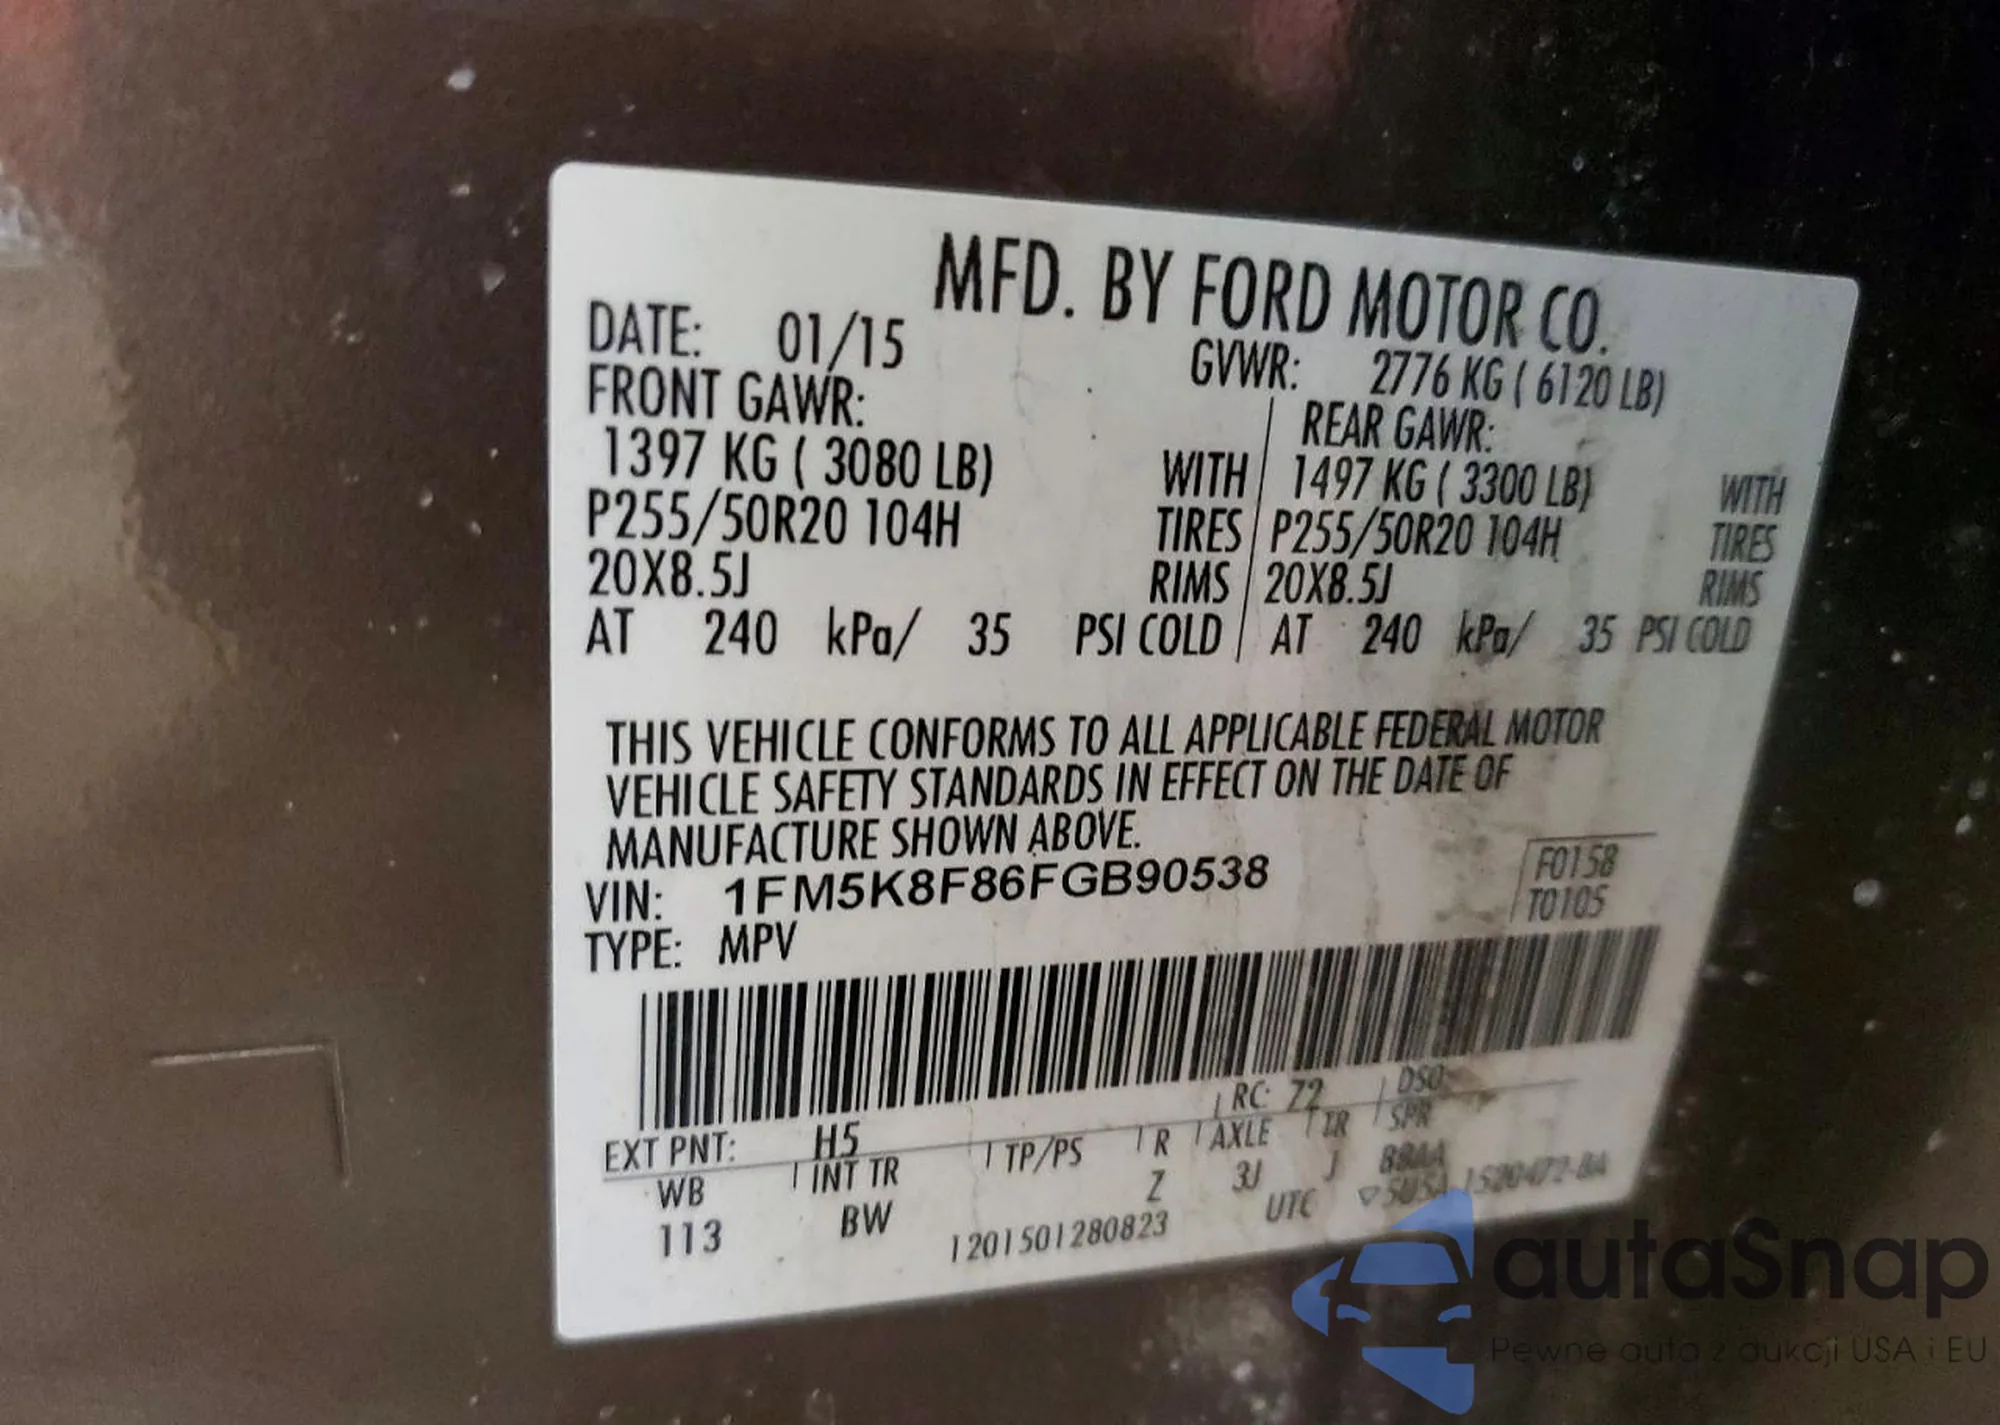 MFD. BY FORD MOTOR CO.
DATE: 01/15 GVWR: 2776 KG ( 6120 LB)
FRONT GAWR: REAR GAWR:
1397 KG ( 3080 LB) WITH 1497 KG ( 3300 LB) WITH
P255/50R20 104H TIRES P255/50R20 104H TIRES
20X8.5J RIMS 20X8.5J RIMS
AT 240 kPa/ 35 PSI COLD AT 240 kPa/ 35 PSI COLD
THIS VEHICLE CONFORMS TO ALL APPLICABLE FEDERAL MOTOR
VEHICLE SAFETY STANDARDS IN EFFECT ON THE DATE OF
MANUFACTURE SHOWN ABOVE.
VIN: 1FM5K8F86FGB90538
F0158
T0105
TYPE: MPV
RC: 72 DSO:
EXT PNT: H5
WB INT TR TP/PS R AXLE TR SPR
113 BW Z 3J J BBAA
1201501280823 UTC
autaSnap
Pewne auta z aukcji USA i EU